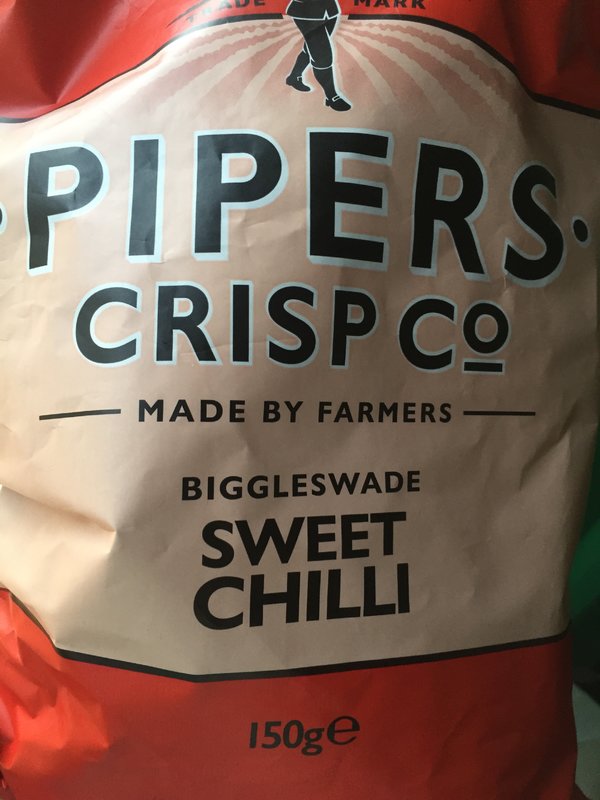 TRADE MARK
PIPERS
CRISP Co
MADE BY FARMERS
BIGGLESWADE
SWEET
CHILLI
150g℮